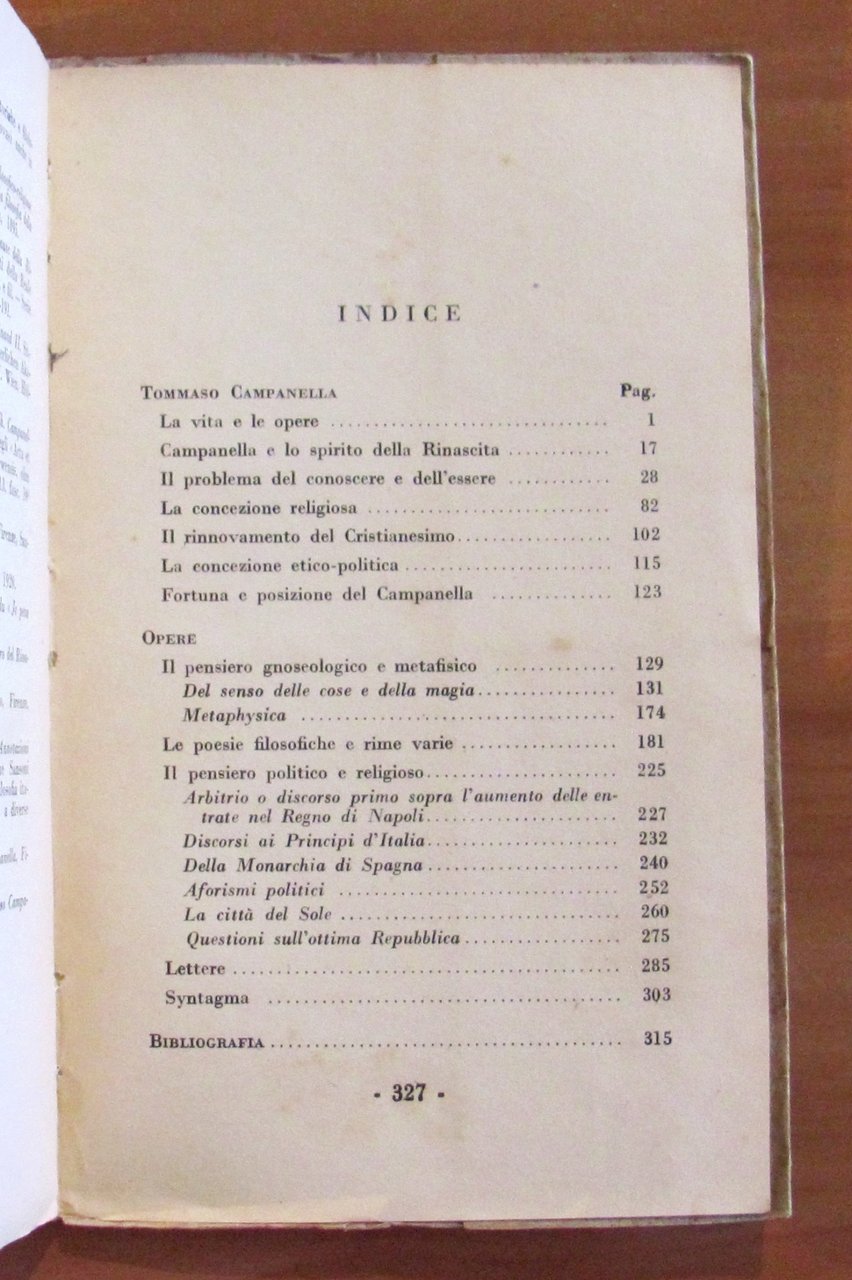 INDICE
TOMMASO CAMPANELLA Pag.
La vita e le opere ................................ 1
Campanella e lo spirito della Rinascita ............ 17
Il problema del conoscere e dell'essere ............ 28
La concezione religiosa ............................ 82
Il rinnovamento del Cristianesimo.................. 102
La concezione etico-politica ........................ 115
Fortuna e posizione del Campanella .............. 123
OPERE
Il pensiero gnoseologico e metafisico .............. 129
Del senso delle cose e della magia................ 131
Metaphysica ..................................... 174
Le poesie filosofiche e rime varie .................. 181
Il pensiero politico e religioso...................... 225
Arbitrio o discorso primo sopra l'aumento delle en-
trate nel Regno di Napoli...................... 227
Discorsi ai Principi d'Italia...................... 232
Della Monarchia di Spagna ...................... 240
Aforismi politici ................................ 252
La città del Sole ................................ 260
Questioni sull'ottima Repubblica.................. 275
Lettere ............................................ 285
Syntagma ........................................ 303
BIBLIOGRAFIA....................................... 315
- 327 -